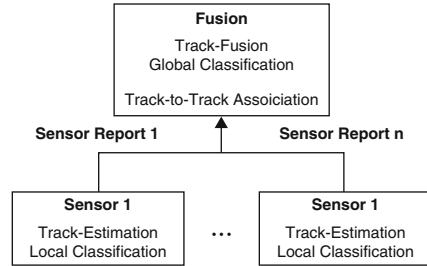 Fusion
Track-Fusion
Global Classification
Track-to-Track Assoiciation
Sensor Report 1
Sensor Report n
Sensor 1
Track-Estimation
Local Classification
...
Sensor 1
Track-Estimation
Local Classification